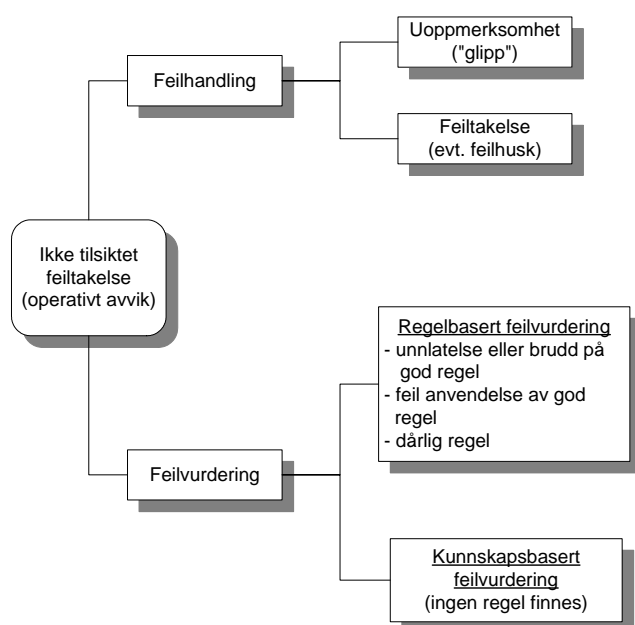 Uoppmerksomhet
("glipp")
Feilhandling
Feiltakelse
(evt. feilhusk)
Ikke tilsiktet
feiltakelse
(operativt avvik)
Regelbasert feilvurdering
- unnlatelse eller brudd på
god regel
- feil anvendelse av god
regel
- dårlig regel
Feilvurdering
Kunnskapsbasert
feilvurdering
(ingen regel finnes)